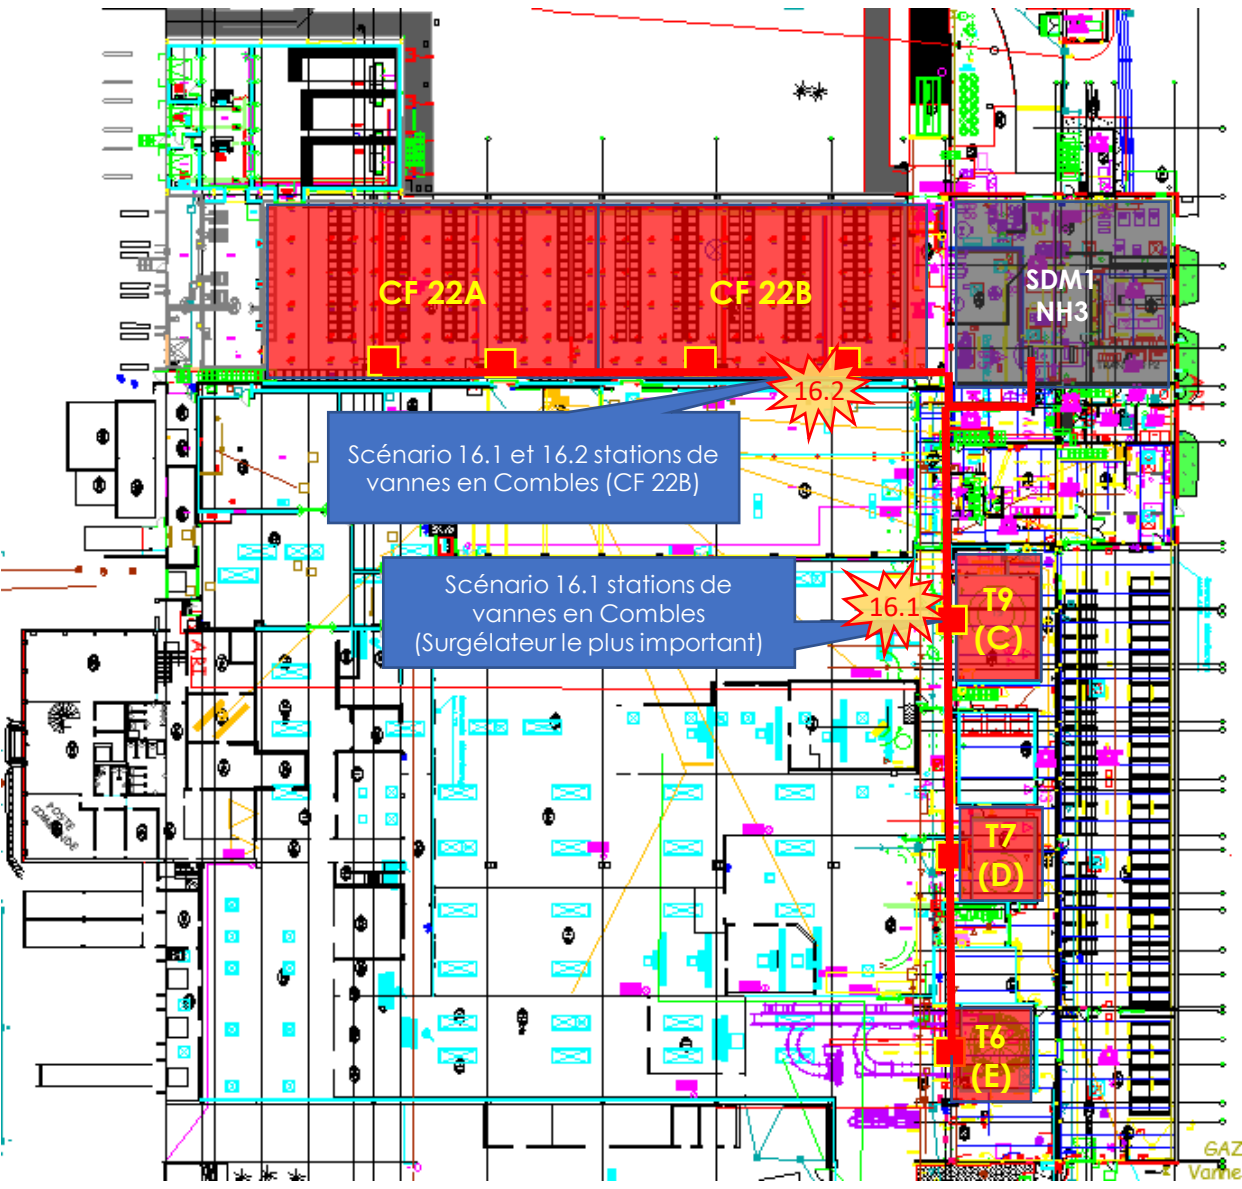 CF 22A
CF 22B
SDM1
NH3
16.2
Scénario 16.1 et 16.2 stations de
vannes en Combles (CF 22B)
Scénario 16.1 stations de
vannes en Combles
(Surgélateur le plus important)
16.1
T9
(C)
T7
(D)
POSTE
COMMANDE
T6
(E)
GAZ
Vanne